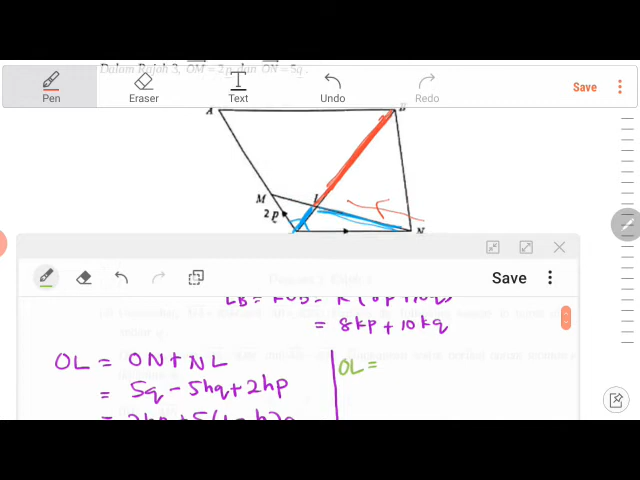 Dalam Rajah 3, OM = 2p dan ON = 5q.
Pen
Eraser
Text
Undo
Redo
Save
A
B
M
L
2p
N
Save
= 8kp + 10kq
OL = ON + NL
= 5q - 5hq + 2hp
OL =